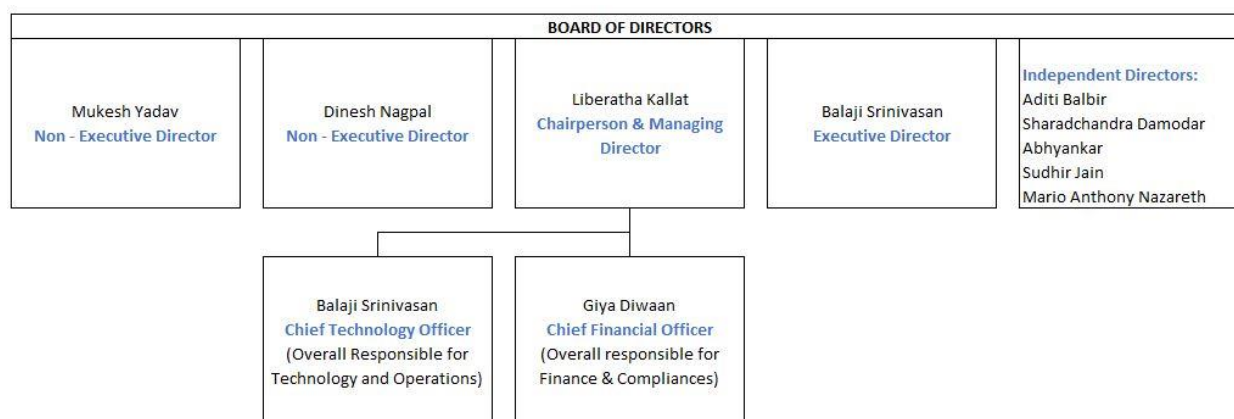 BOARD OF DIRECTORS
Mukesh Yadav
Non - Executive Director
Dinesh Nagpal
Non - Executive Director
Liberatha Kallat
Chairperson & Managing
Director
Balaji Srinivasan
Executive Director
Independent Directors:
Aditi Balbir
Sharadchandra Damodar
Abhyankar
Sudhir Jain
Mario Anthony Nazareth
Balaji Srinivasan
Chief Technology Officer
(Overall Responsible for
Technology and Operations)
Giya Diwaan
Chief Financial Officer
(Overall responsible for
Finance & Compliances)